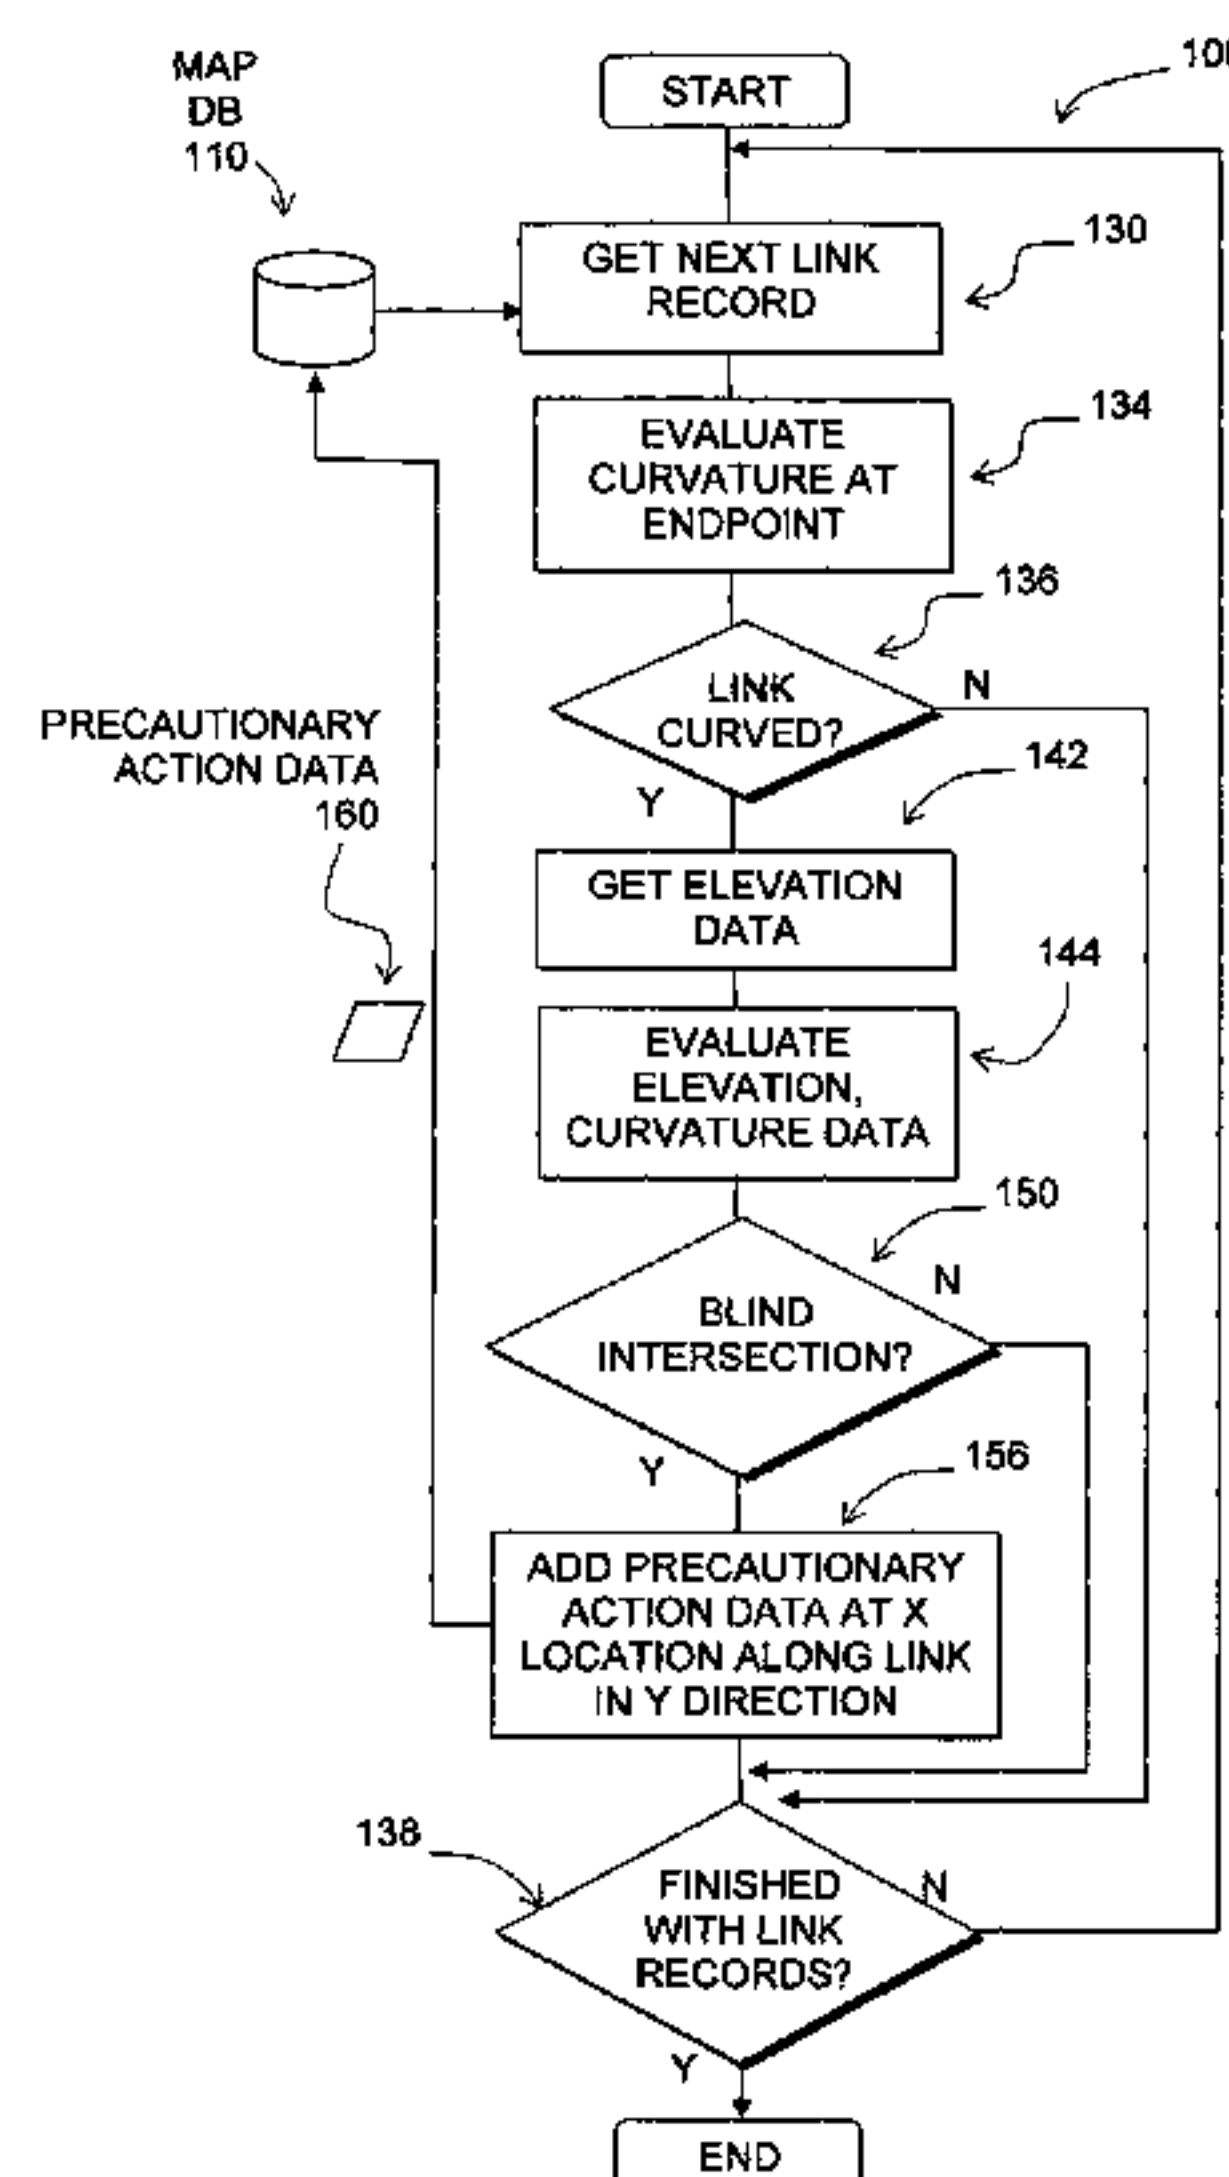 MAP
DB
110
START
GET NEXT LINK
RECORD
130
EVALUATE
CURVATURE AT
ENDPOINT
134
136
LINK
CURVED?
N
Y
PRECAUTIONARY
ACTION DATA
160
142
GET ELEVATION
DATA
144
EVALUATE
ELEVATION,
CURVATURE DATA
150
BLIND
INTERSECTION?
N
Y
156
ADD PRECAUTIONARY
ACTION DATA AT X
LOCATION ALONG LINK
IN Y DIRECTION
138
FINISHED
WITH LINK
RECORDS?
N
Y
END